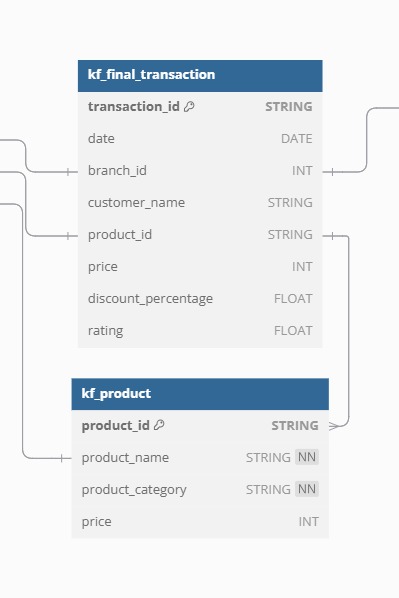 kf_final_transaction
transaction_id STRING
date DATE
branch_id INT
customer_name STRING
product_id STRING
price INT
discount_percentage FLOAT
rating FLOAT
kf_product
product_id STRING
product_name STRING NN
product_category STRING NN
price INT